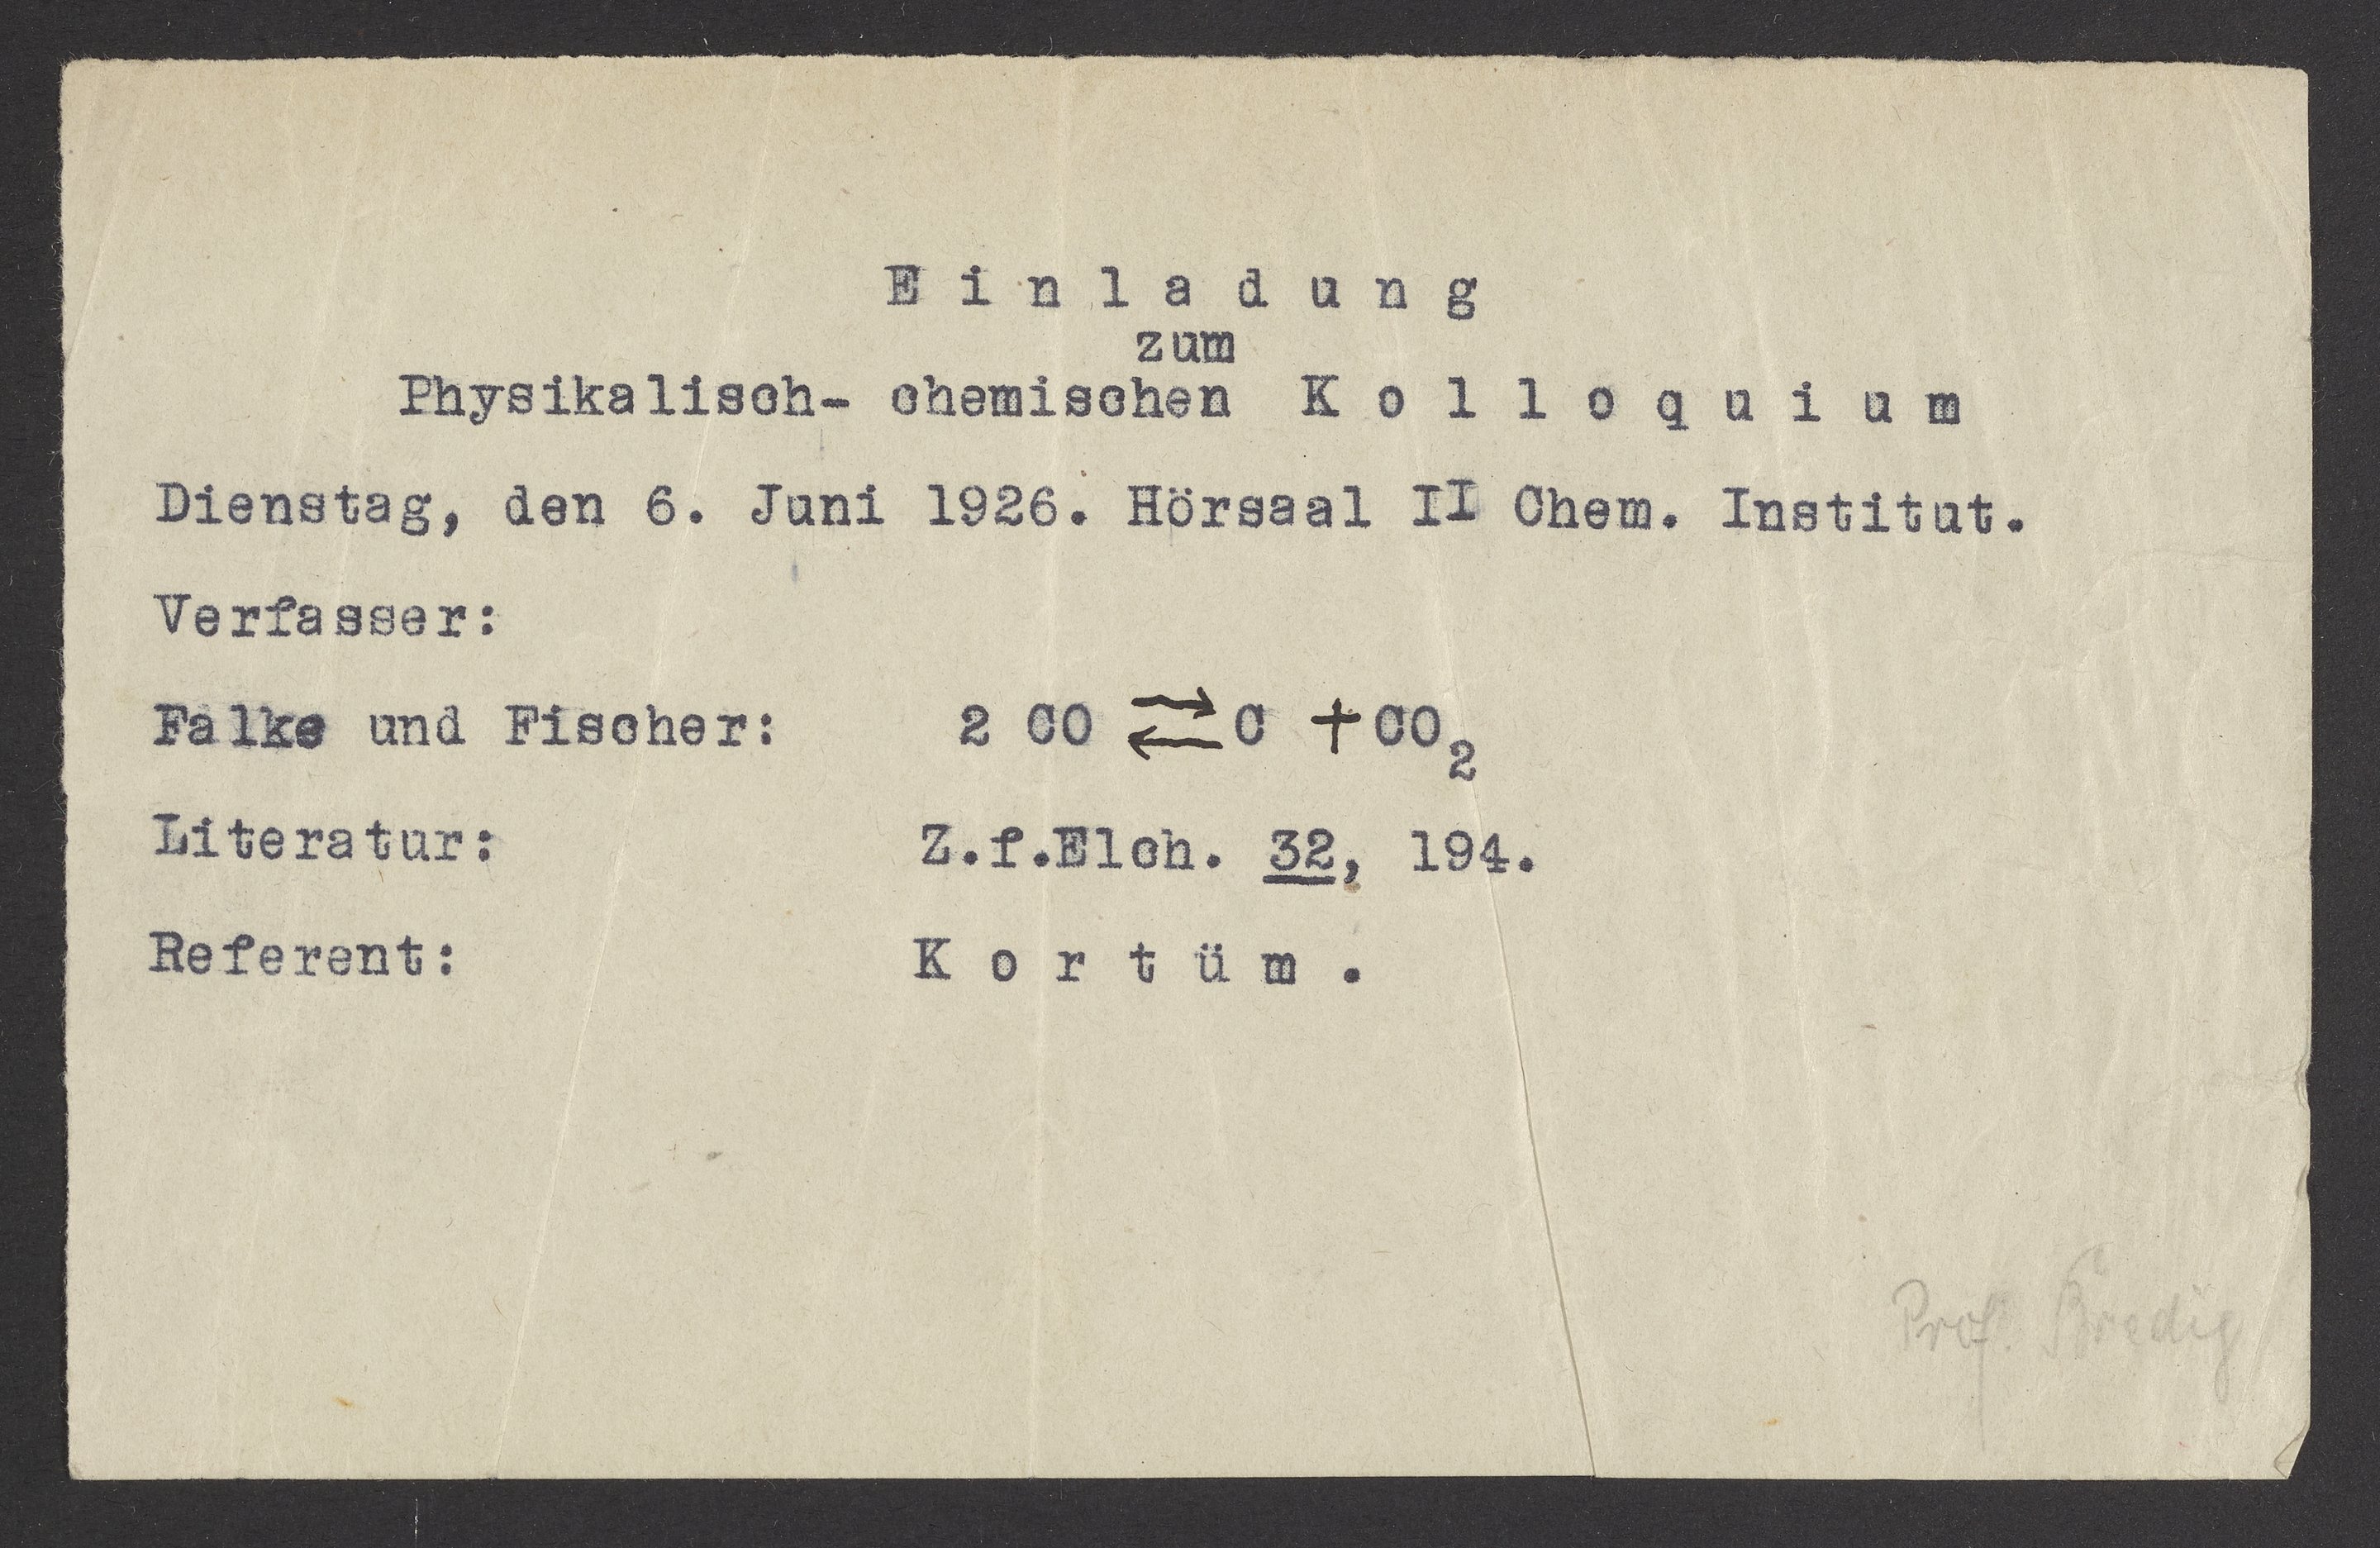 E i n l a d u n g
zum
Physikalisch- chemischen K o l l o q u i u m
Dienstag, den 6. Juni 1926. Hörsaal II Chem. Institut.
Verfasser:
Falke und Fischer: 2 CO ⇄ C + CO₂
Literatur: Z.f.Elch. 32, 194.
Referent: K o r t ü m .
Prof. Bredig